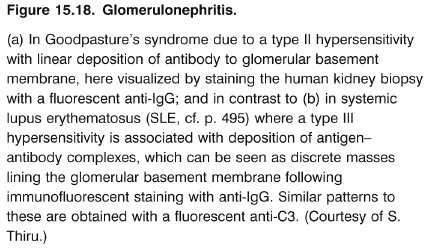 Figure 15.18. Glomerulonephritis.
(a) In Goodpasture's syndrome due to a type II hypersensitivity
with linear deposition of antibody to glomerular basement
membrane, here visualized by staining the human kidney biopsy
with a fluorescent anti-IgG; and in contrast to (b) in systemic
lupus erythematosus (SLE, cf. p. 495) where a type III
hypersensitivity is associated with deposition of antigen–
antibody complexes, which can be seen as discrete masses
lining the glomerular basement membrane following
immunofluorescent staining with anti-IgG. Similar patterns to
these are obtained with a fluorescent anti-C3. (Courtesy of S.
Thiru.)